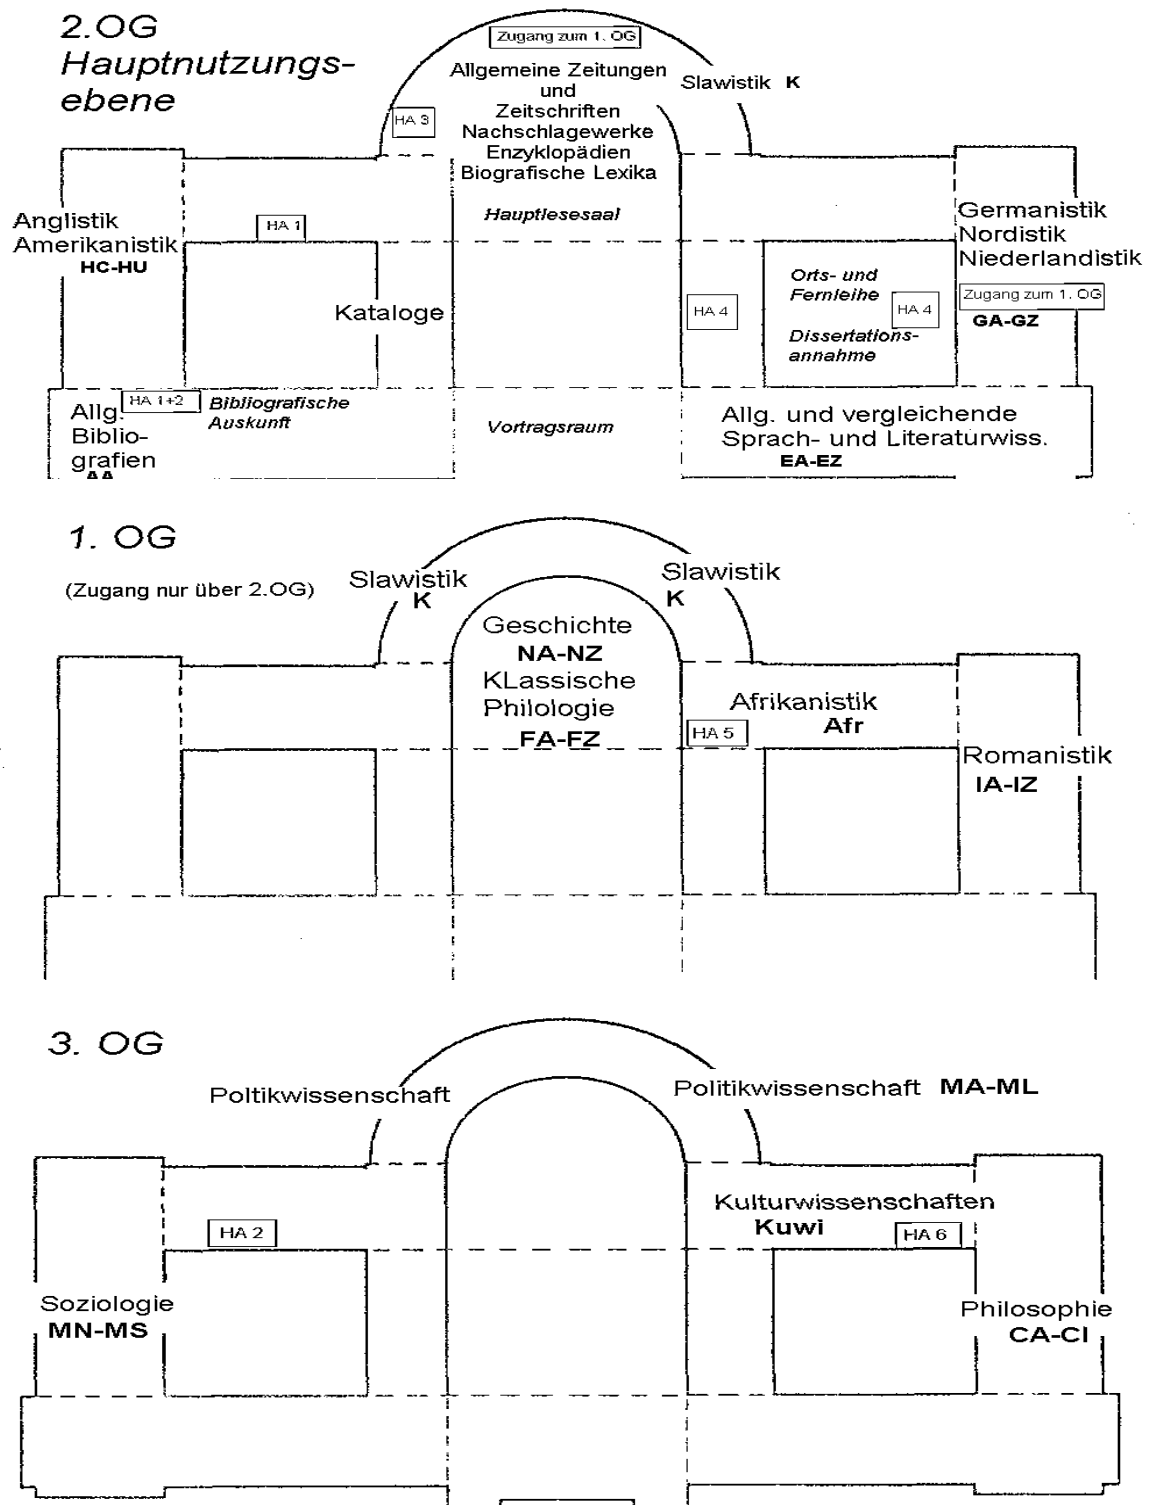 2.OG
Hauptnutzungs-
ebene
Zugang zum 1. OG
Allgemeine Zeitungen
und
Zeitschriften
Nachschlagewerke
Enzyklopädien
Biografische Lexika
Slawistik K
HA 3
Hauptlesesaal
Anglistik
Amerikanistik
HC-HU
HA 1
Kataloge
HA 4
Orts- und
Fernleihe
HA 4
Dissertations-
annahme
Germanistik
Nordistik
Niederlandistik
Zugang zum 1. OG
GA-GZ
Allg.
Biblio-
grafien
AA
HA 1+2
Bibliografische
Auskunft
Vortragsraum
Allg. und vergleichende
Sprach- und Literaturwiss.
EA-EZ
1. OG
(Zugang nur über 2.OG)
Slawistik
K
Slawistik
K
Geschichte
NA-NZ
KLassische
Philologie
FA-FZ
Afrikanistik
Afr
HA 5
Romanistik
IA-IZ
3. OG
Poltikwissenschaft
Politikwissenschaft MA-ML
HA 2
Kulturwissenschaften
Kuwi
HA 6
Soziologie
MN-MS
Philosophie
CA-CI